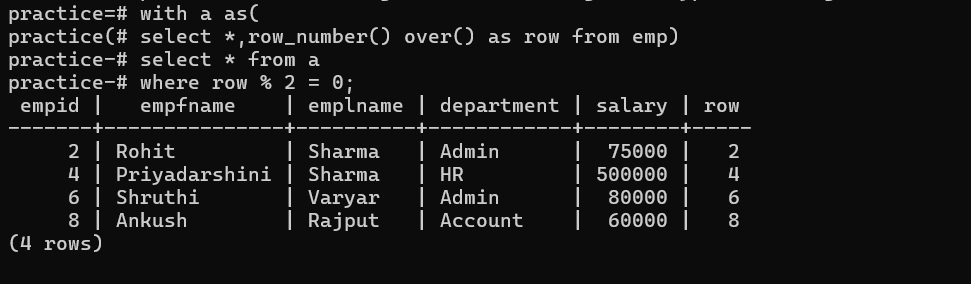 practice=# with a as(
practice(# select *,row_number() over() as row from emp)
practice-# select * from a
practice-# where row % 2 = 0;
 empid |   empfname    | emplname | department | salary | row
-------+---------------+----------+------------+--------+-----
     2 | Rohit         | Sharma   | Admin      |  75000 |   2
     4 | Priyadarshini | Sharma   | HR         | 500000 |   4
     6 | Shruthi       | Varyar   | Admin      |  80000 |   6
     8 | Ankush        | Rajput   | Account    |  60000 |   8
(4 rows)